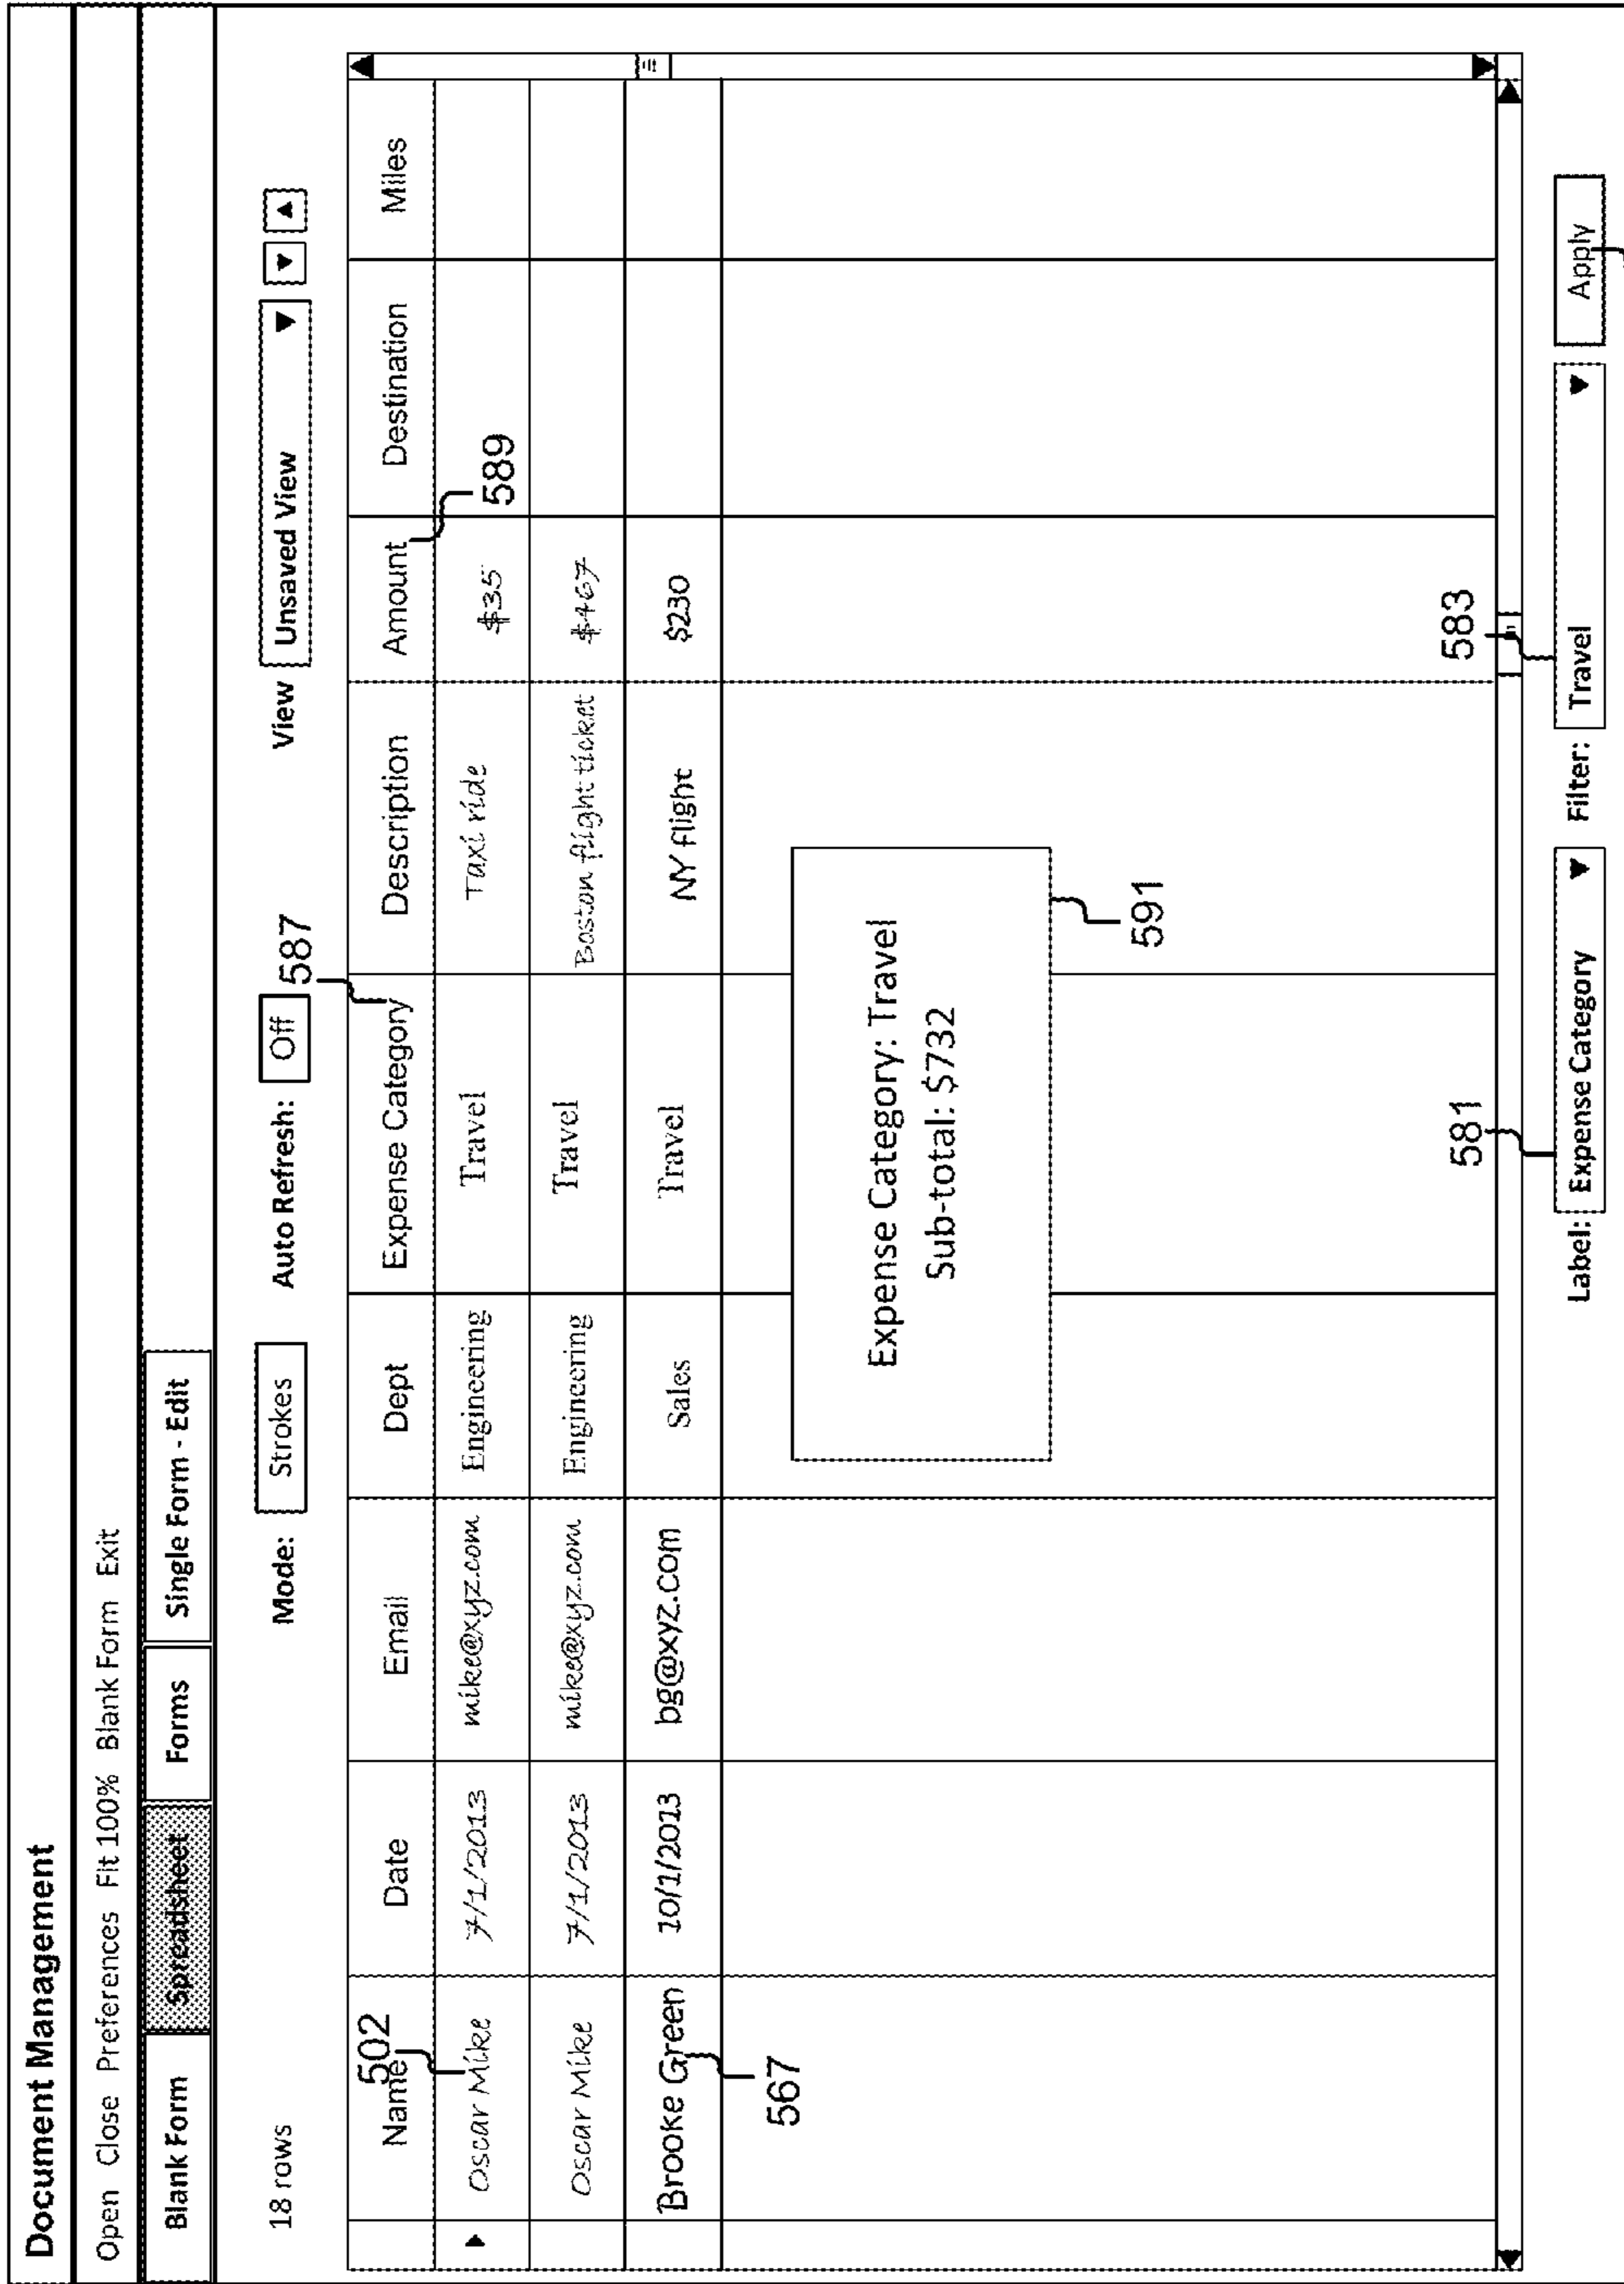 Document Management
Open Close Preferences Fit 100% Blank Form Exit
Blank Form Spreadsheet Forms Single Form - Edit
18 rows Mode: Strokes Auto Refresh: Off View Unsaved View
587
502
Name Date Email Dept Expense Category Description Amount Destination Miles
589
Oscar Mike 7/1/2013 mike@xyz.com Engineering Travel Taxi ride $35
Oscar Mike 7/1/2013 mike@xyz.com Engineering Travel Boston flight ticket $467
Brooke Green 10/1/2013 bg@xyz.com Sales Travel NY flight $230
567
Expense Category: Travel
Sub-total: $732
591
581 583
Label: Expense Category Filter: Travel Apply